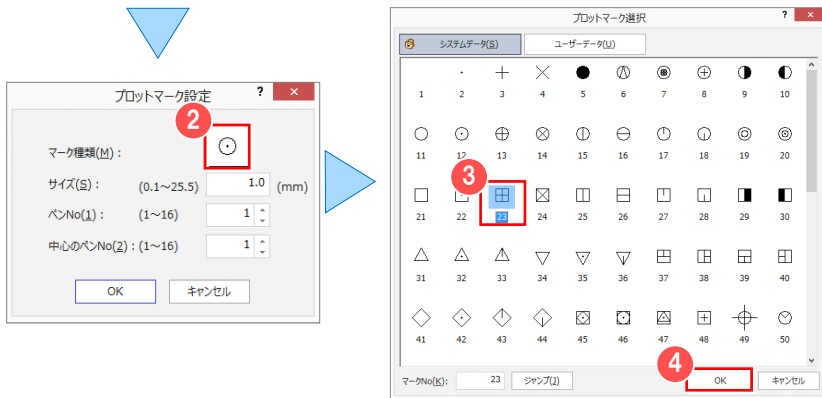 プロットマーク設定 ? ×
2
マーク種類(M) :
サイズ(S) : (0.1～25.5) 1.0 (mm)
ペンNo(1) : (1～16) 1
中心のペンNo(2) : (1～16) 1
OK キャンセル
プロットマーク選択 ? ×
システムデータ(S) ユーザーデータ(U)
1 2 3 4 5 6 7 8 9 10
11 12 13 14 15 16 17 18 19 20
3
21 22 23 24 25 26 27 28 29 30
31 32 33 34 35 36 37 38 39 40
41 42 43 44 45 46 47 48 49 50
4
マークNo(K): 23 ジャンプ(J) OK キャンセル